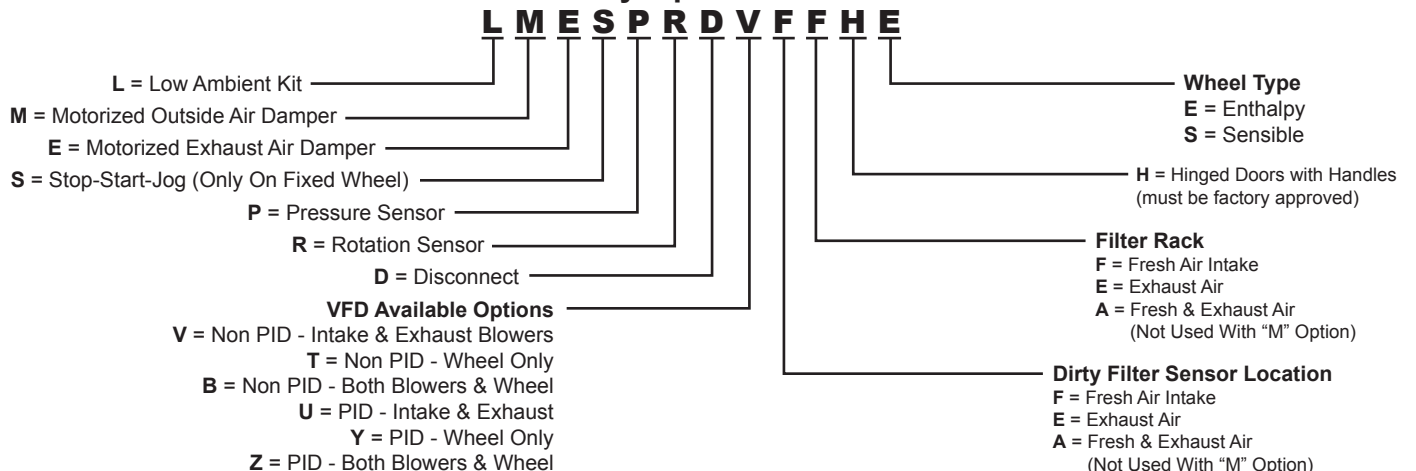 L M E S P R D V F F H E
L = Low Ambient Kit
M = Motorized Outside Air Damper
E = Motorized Exhaust Air Damper
S = Stop-Start-Jog (Only On Fixed Wheel)
P = Pressure Sensor
R = Rotation Sensor
D = Disconnect
VFD Available Options
V = Non PID - Intake & Exhaust Blowers
T = Non PID - Wheel Only
B = Non PID - Both Blowers & Wheel
U = PID - Intake & Exhaust
Y = PID - Wheel Only
Z = PID - Both Blowers & Wheel
Wheel Type
E = Enthalpy
S = Sensible
H = Hinged Doors with Handles
(must be factory approved)
Filter Rack
F = Fresh Air Intake
E = Exhaust Air
A = Fresh & Exhaust Air
(Not Used With “M” Option)
Dirty Filter Sensor Location
F = Fresh Air Intake
E = Exhaust Air
A = Fresh & Exhaust Air
(Not Used With “M” Option)